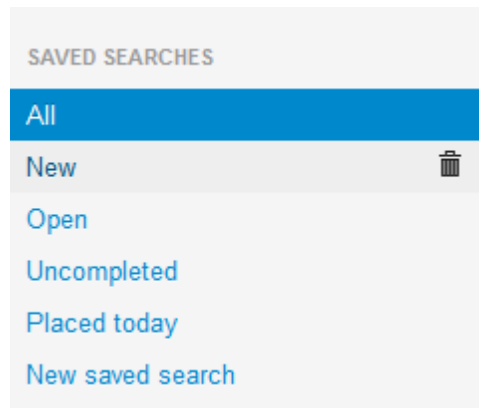 SAVED SEARCHES
All
New
Open
Uncompleted
Placed today
New saved search